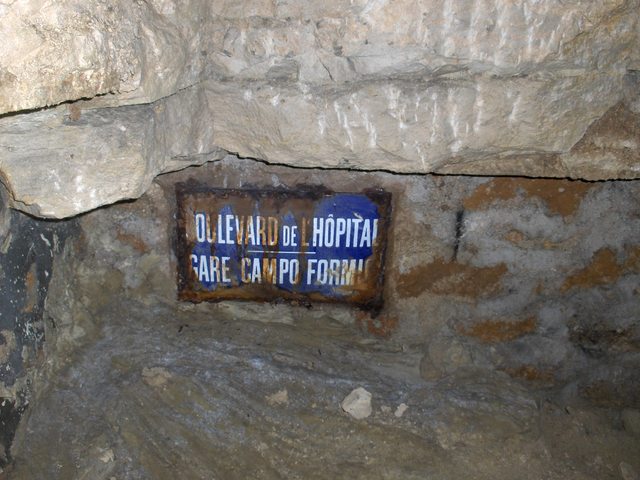 BOULEVARD DE L'HÔPITAL
GARE CAMPO FORMIO